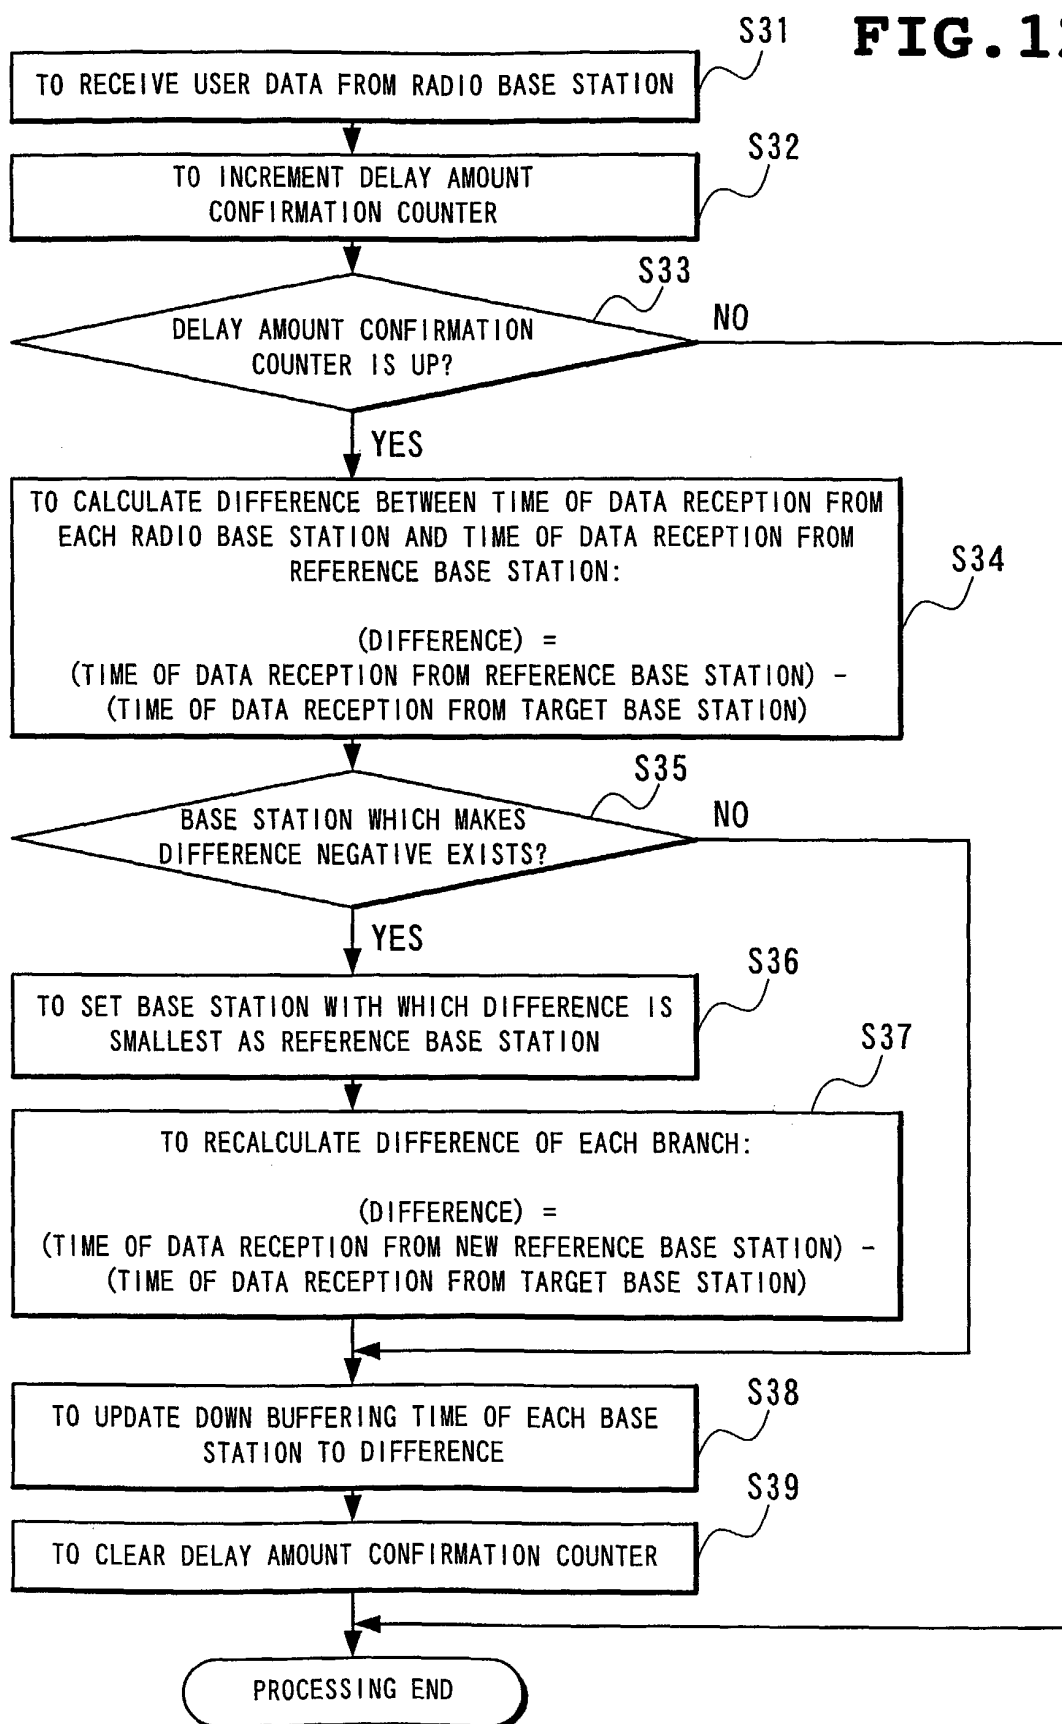 FIG.1
S31
TO RECEIVE USER DATA FROM RADIO BASE STATION
S32
TO INCREMENT DELAY AMOUNT
CONFIRMATION COUNTER
S33
DELAY AMOUNT CONFIRMATION
COUNTER IS UP?
NO
YES
TO CALCULATE DIFFERENCE BETWEEN TIME OF DATA RECEPTION FROM
EACH RADIO BASE STATION AND TIME OF DATA RECEPTION FROM
REFERENCE BASE STATION:
(DIFFERENCE) =
(TIME OF DATA RECEPTION FROM REFERENCE BASE STATION) -
(TIME OF DATA RECEPTION FROM TARGET BASE STATION)
S34
S35
BASE STATION WHICH MAKES
DIFFERENCE NEGATIVE EXISTS?
NO
YES
S36
TO SET BASE STATION WITH WHICH DIFFERENCE IS
SMALLEST AS REFERENCE BASE STATION
S37
TO RECALCULATE DIFFERENCE OF EACH BRANCH:
(DIFFERENCE) =
(TIME OF DATA RECEPTION FROM NEW REFERENCE BASE STATION) -
(TIME OF DATA RECEPTION FROM TARGET BASE STATION)
S38
TO UPDATE DOWN BUFFERING TIME OF EACH BASE
STATION TO DIFFERENCE
S39
TO CLEAR DELAY AMOUNT CONFIRMATION COUNTER
PROCESSING END